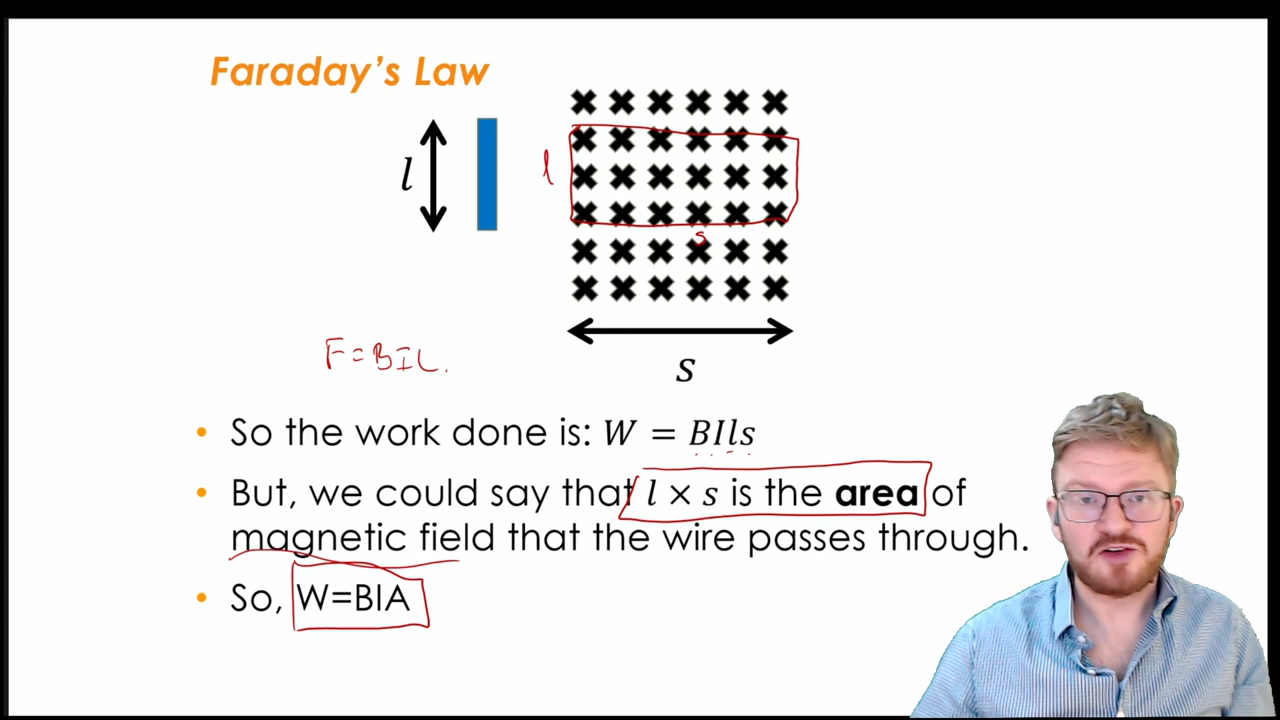 Faraday's Law
l
l
s
s
F=BIL.
• So the work done is: W = BIls
• But, we could say that l × s is the area of
magnetic field that the wire passes through.
• So, W=BIA